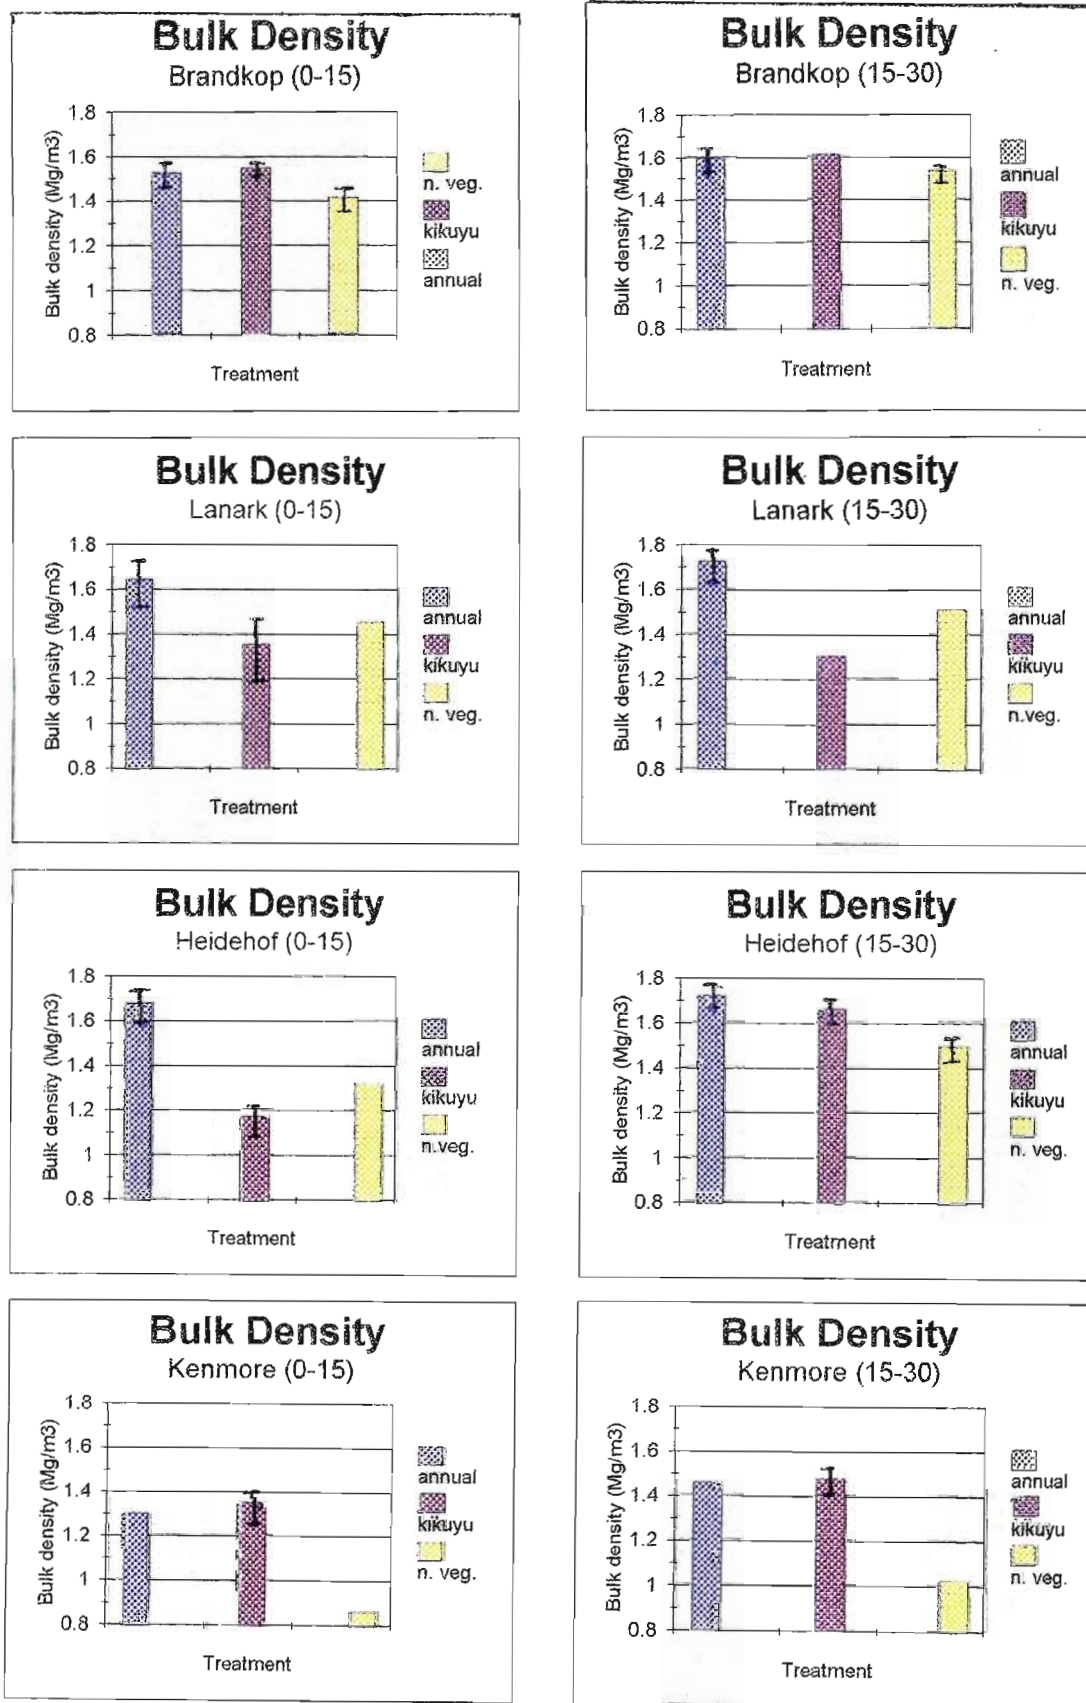 Bulk Density
Brandkop (0-15)
Bulk density (Mg/m3)
1.8
1.6
1.4
1.2
1
0.8
Treatment
n. veg.
kikuyu
annual
Bulk Density
Brandkop (15-30)
Bulk density (Mg/m3)
1.8
1.6
1.4
1.2
1
0.8
Treatment
annual
kikuyu
n. veg.
Bulk Density
Lanark (0-15)
Bulk density (Mg/m3)
1.8
1.6
1.4
1.2
1
0.8
Treatment
annual
kikuyu
n. veg.
Bulk Density
Lanark (15-30)
Bulk density (Mg/m3)
1.8
1.6
1.4
1.2
1
0.8
Treatment
annual
kikuyu
n.veg.
Bulk Density
Heidehof (0-15)
Bulk density (Mg/m3)
1.8
1.6
1.4
1.2
1
0.8
Treatment
annual
kikuyu
n.veg.
Bulk Density
Heidehof (15-30)
Bulk density (Mg/m3)
1.8
1.6
1.4
1.2
1
0.8
Treatment
annual
kikuyu
n. veg.
Bulk Density
Kenmore (0-15)
Bulk density (Mg/m3)
1.8
1.6
1.4
1.2
1
0.8
Treatment
annual
kikuyu
n. veg.
Bulk Density
Kenmore (15-30)
Bulk density (Mg/m3)
1.8
1.6
1.4
1.2
1
0.8
Treatment
annual
kikuyu
n. veg.